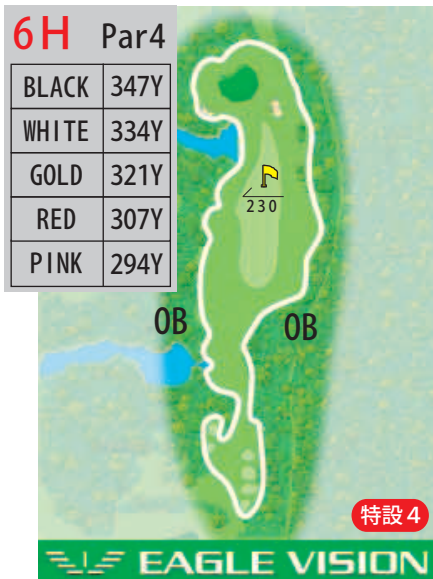 6H Par4
BLACK 347Y
WHITE 334Y
GOLD 321Y
RED 307Y
PINK 294Y
230
OB OB
特設4
EAGLE VISION